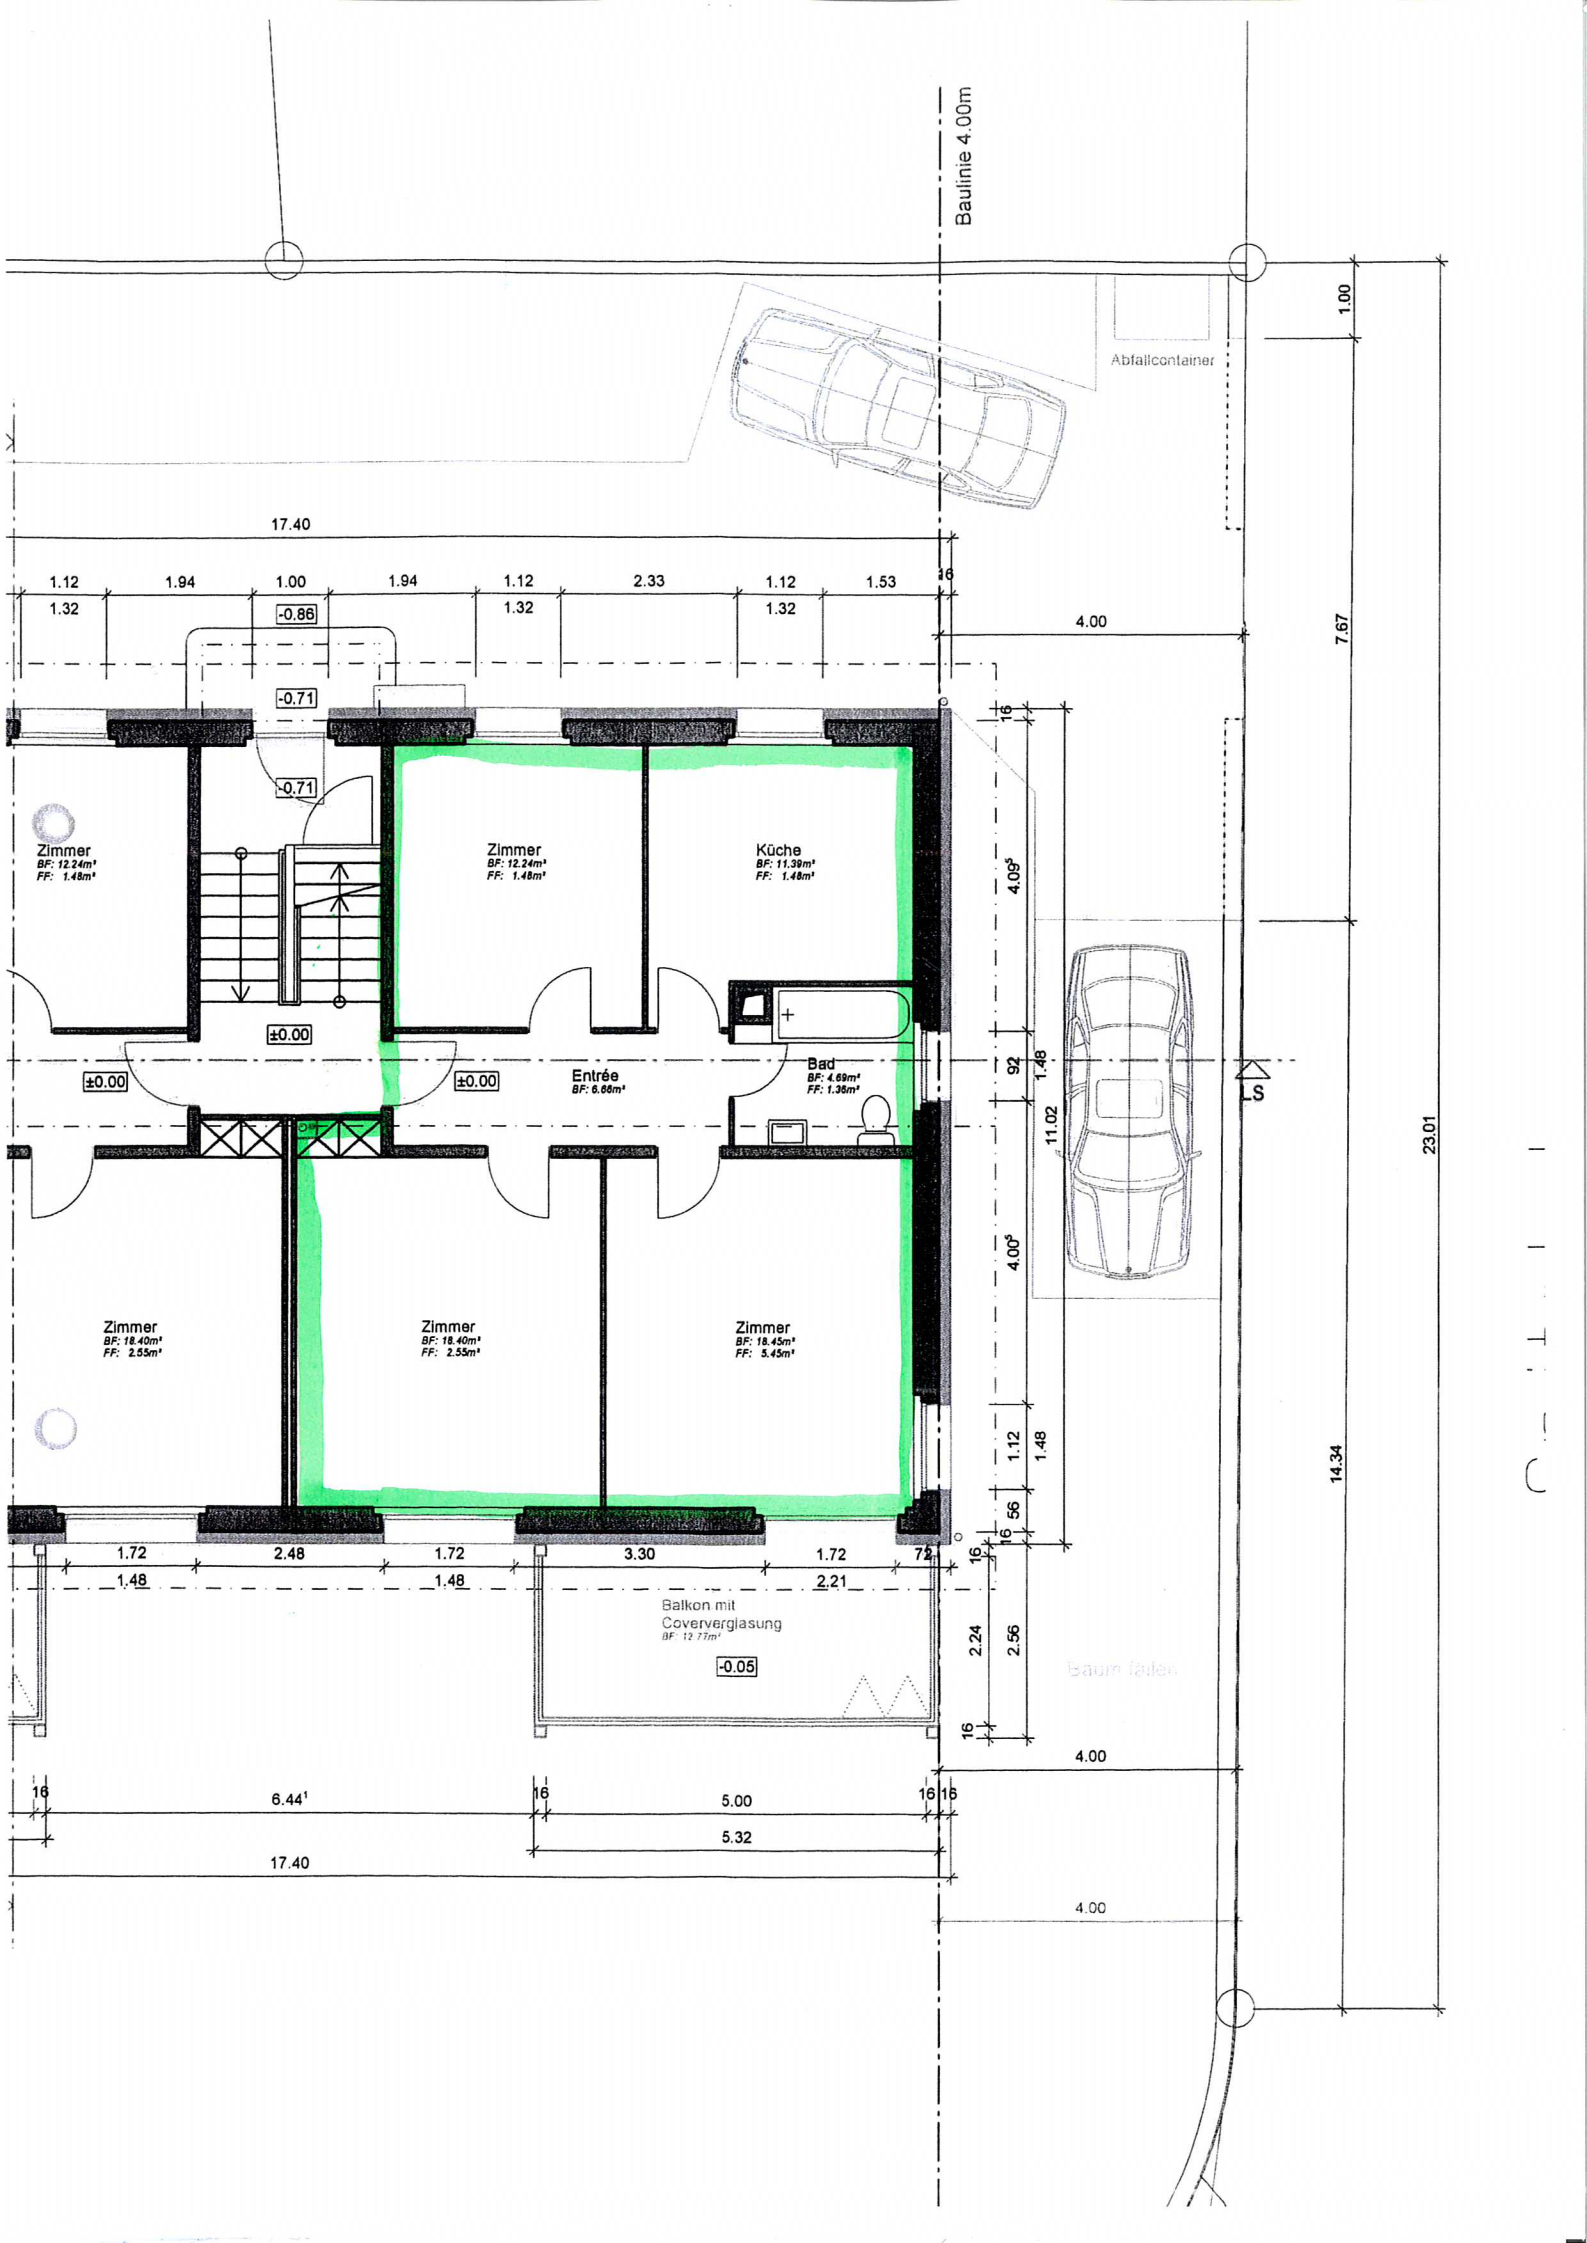 Baulinie 4.00m
1.00
Abfallcontainer
17.40
1.12 1.94 1.00 1.94 1.12 2.33 1.12 1.53 16
1.32 1.32 1.32
-0.86
4.00
7.67
-0.71
16
-0.71
Zimmer
BF: 12.24m²
FF: 1.48m²
Zimmer
BF: 12.24m²
FF: 1.48m²
Küche
BF: 11.39m²
FF: 1.48m²
4.09⁵
±0.00
±0.00
±0.00
Entrée
BF: 6.66m²
Bad
BF: 4.69m²
FF: 1.36m²
92
1.48
LS
11.02
23.01
4.00⁵
Zimmer
BF: 18.40m²
FF: 2.55m²
Zimmer
BF: 18.40m²
FF: 2.55m²
Zimmer
BF: 18.45m²
FF: 5.45m²
1.12
1.48
14.34
56
16
1.72 2.48 1.72 3.30 1.72 72
1.48 1.48 2.21
16
Balkon mit
Coververglasung
BF: 12.77m²
-0.05
2.24
2.56
Baum fällen
16
4.00
16 6.44¹ 16 5.00 16 16
5.32
17.40
4.00